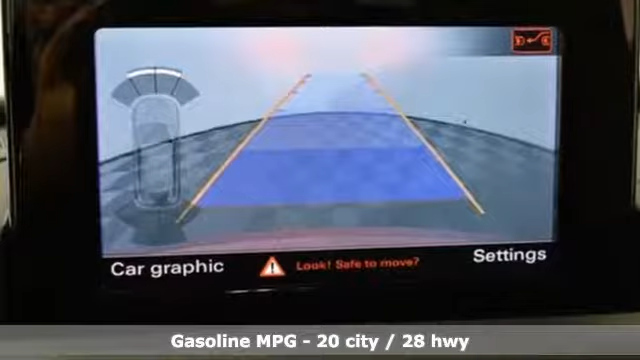 Car graphic
Look! Safe to move?
Settings
Gasoline MPG - 20 city / 28 hwy